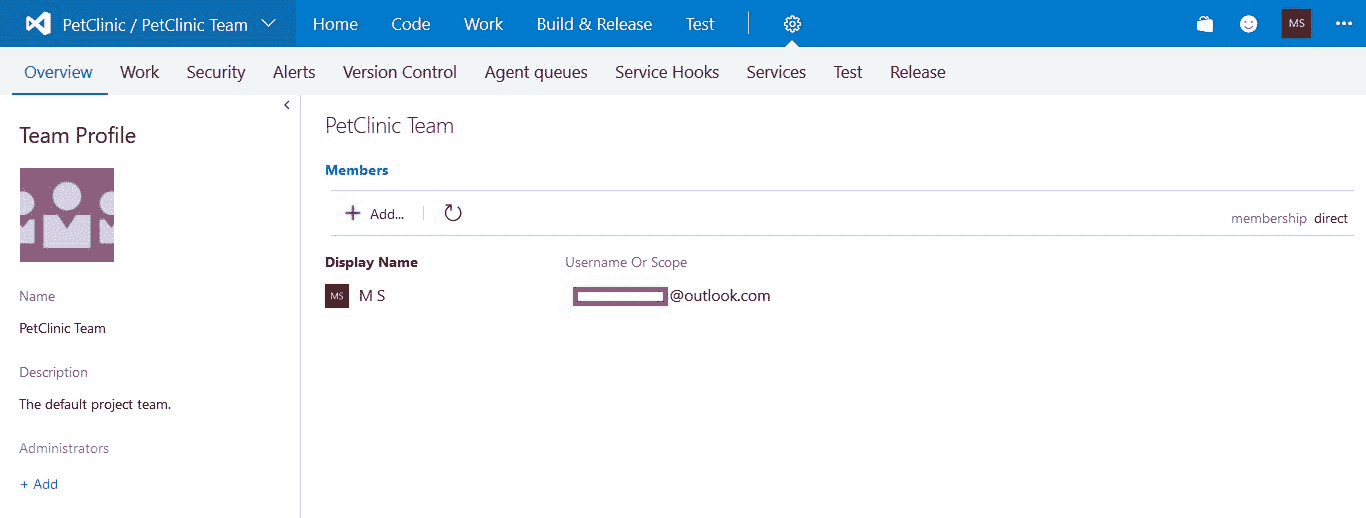 PetClinic / PetClinic Team Home Code Work Build & Release Test MS
Overview Work Security Alerts Version Control Agent queues Service Hooks Services Test Release
Team Profile
Name
PetClinic Team
Description
The default project team.
Administrators
+ Add
PetClinic Team
Members
+ Add...
membership direct
Display Name Username Or Scope
MS M S @outlook.com